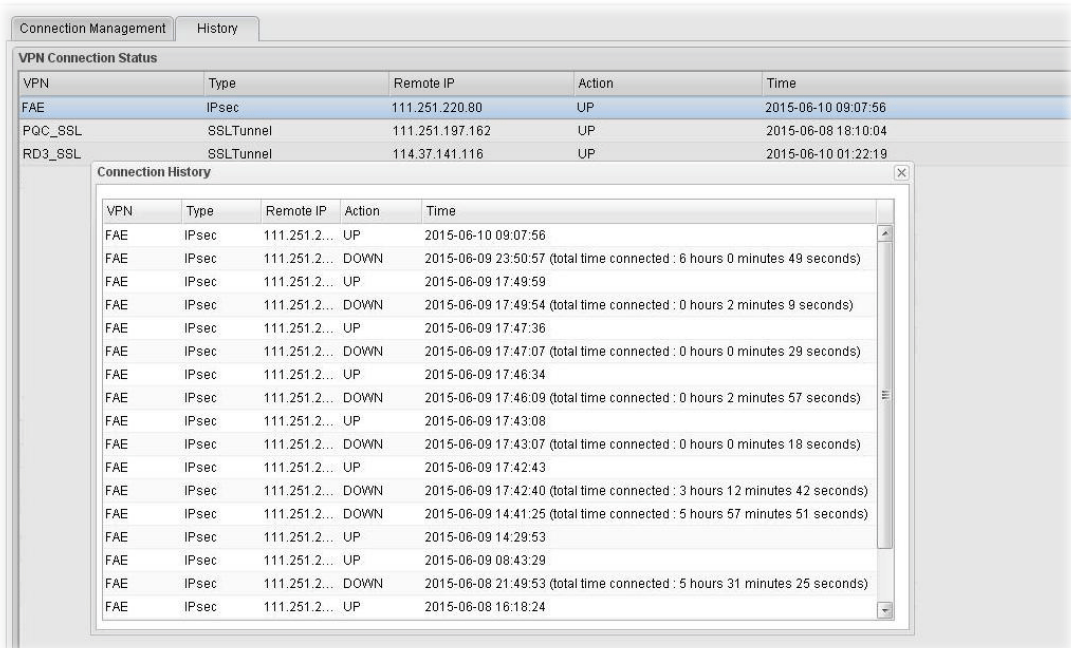 Connection Management History
VPN Connection Status
VPN Type Remote IP Action Time
FAE IPsec 111.251.220.80 UP 2015-06-10 09:07:56
PQC_SSL SSLTunnel 111.251.197.162 UP 2015-06-08 18:10:04
RD3_SSL SSLTunnel 114.37.141.116 UP 2015-06-10 01:22:19
Connection History
VPN Type Remote IP Action Time
FAE IPsec 111.251.2... UP 2015-06-10 09:07:56
FAE IPsec 111.251.2... DOWN 2015-06-09 23:50:57 (total time connected : 6 hours 0 minutes 49 seconds)
FAE IPsec 111.251.2... UP 2015-06-09 17:49:59
FAE IPsec 111.251.2... DOWN 2015-06-09 17:49:54 (total time connected : 0 hours 2 minutes 9 seconds)
FAE IPsec 111.251.2... UP 2015-06-09 17:47:36
FAE IPsec 111.251.2... DOWN 2015-06-09 17:47:07 (total time connected : 0 hours 0 minutes 29 seconds)
FAE IPsec 111.251.2... UP 2015-06-09 17:46:34
FAE IPsec 111.251.2... DOWN 2015-06-09 17:46:09 (total time connected : 0 hours 2 minutes 57 seconds)
FAE IPsec 111.251.2... UP 2015-06-09 17:43:08
FAE IPsec 111.251.2... DOWN 2015-06-09 17:43:07 (total time connected : 0 hours 0 minutes 18 seconds)
FAE IPsec 111.251.2... UP 2015-06-09 17:42:43
FAE IPsec 111.251.2... DOWN 2015-06-09 17:42:40 (total time connected : 3 hours 12 minutes 42 seconds)
FAE IPsec 111.251.2... DOWN 2015-06-09 14:41:25 (total time connected : 5 hours 57 minutes 51 seconds)
FAE IPsec 111.251.2... UP 2015-06-09 14:29:53
FAE IPsec 111.251.2... UP 2015-06-09 08:43:29
FAE IPsec 111.251.2... DOWN 2015-06-08 21:49:53 (total time connected : 5 hours 31 minutes 25 seconds)
FAE IPsec 111.251.2... UP 2015-06-08 16:18:24